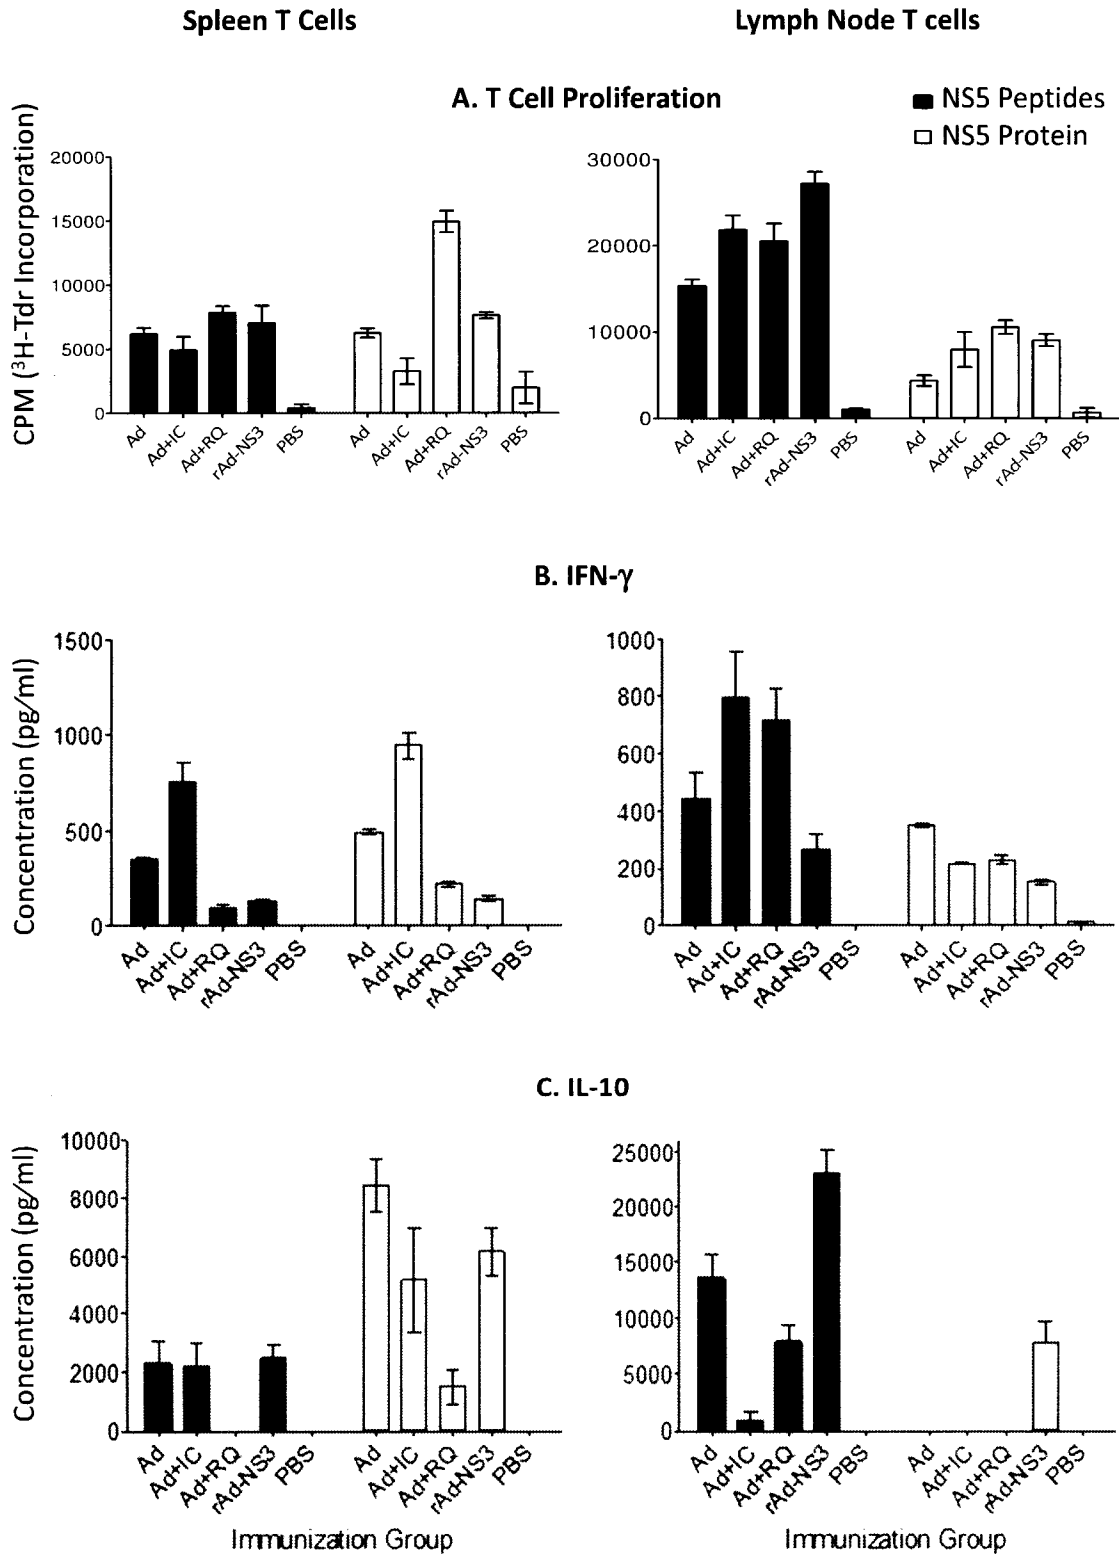 Spleen T Cells
Lymph Node T cells
A. T Cell Proliferation
NS5 Peptides
NS5 Protein
CPM (³H-Tdr Incorporation)
20000
15000
10000
5000
0
Ad
Ad+IC
Ad+RQ
rAd-NS3
PBS
Ad
Ad+IC
Ad+RQ
rAd-NS3
PBS
30000
20000
10000
0
Ad
Ad+IC
Ad+RQ
rAd-NS3
PBS
Ad
Ad+IC
Ad+RQ
rAd-NS3
PBS
B. IFN-γ
Concentration (pg/ml)
1500
1000
500
0
Ad
Ad+IC
Ad+RQ
rAd-NS3
PBS
Ad
Ad+IC
Ad+RQ
rAd-NS3
PBS
1000
800
600
400
200
0
Ad
Ad+IC
Ad+RQ
rAd-NS3
PBS
Ad
Ad+IC
Ad+RQ
rAd-NS3
PBS
C. IL-10
Concentration (pg/ml)
10000
8000
6000
4000
2000
0
Ad
Ad+IC
Ad+RQ
rAd-NS3
PBS
Ad
Ad+IC
Ad+RQ
rAd-NS3
PBS
Immunization Group
25000
20000
15000
10000
5000
0
Ad
Ad+IC
Ad+RQ
rAd-NS3
PBS
Ad
Ad+IC
Ad+RQ
rAd-NS3
PBS
Immunization Group